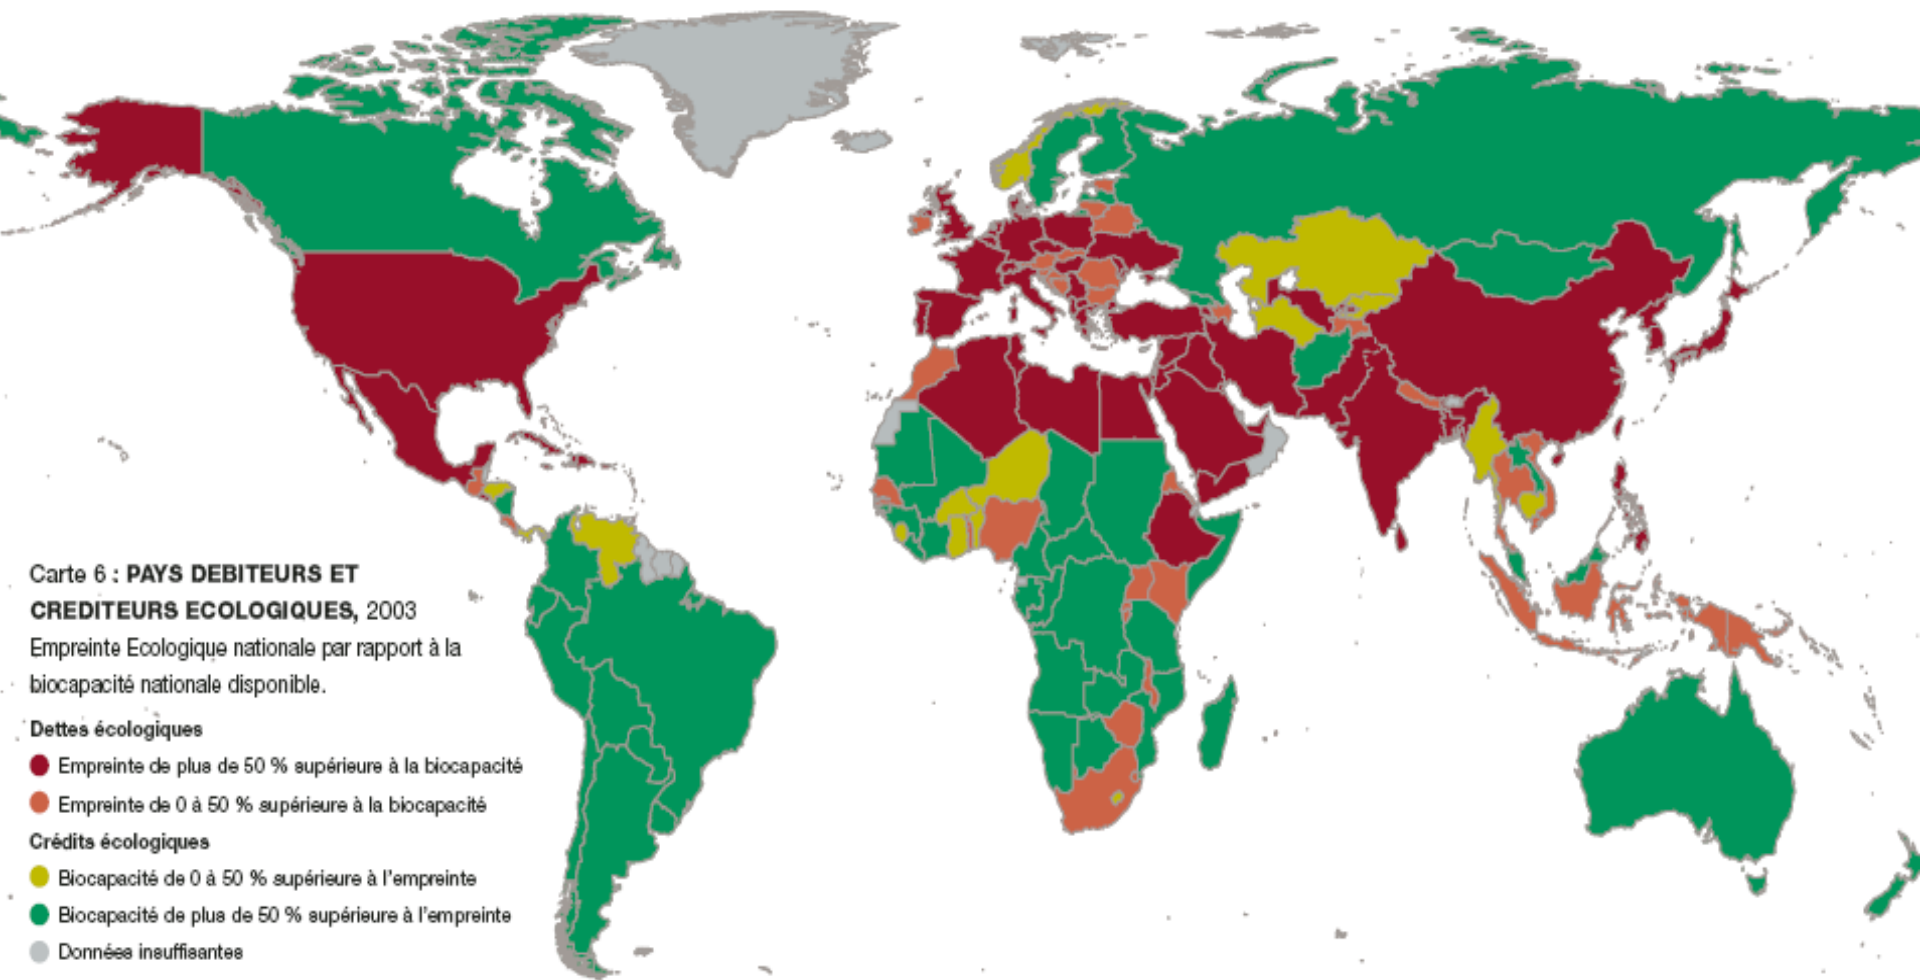 Carte 6 : PAYS DEBITEURS ET
CREDITEURS ECOLOGIQUES, 2003
Empreinte Ecologique nationale par rapport à la
biocapacité nationale disponible.
Dettes écologiques
Empreinte de plus de 50 % supérieure à la biocapacité
Empreinte de 0 à 50 % supérieure à la biocapacité
Crédits écologiques
Biocapacité de 0 à 50 % supérieure à l'empreinte
Biocapacité de plus de 50 % supérieure à l'empreinte
Données insuffisantes